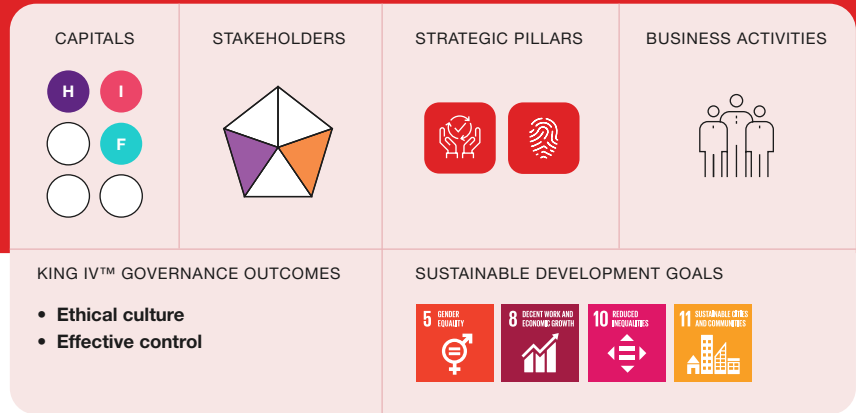 CAPITALS
H I
F
STAKEHOLDERS
STRATEGIC PILLARS
BUSINESS ACTIVITIES
KING IV™ GOVERNANCE OUTCOMES
• Ethical culture
• Effective control
SUSTAINABLE DEVELOPMENT GOALS
5 GENDER
EQUALITY
8 DECENT WORK AND
ECONOMIC GROWTH
10 REDUCED
INEQUALITIES
11 SUSTAINABLE CITIES
AND COMMUNITIES